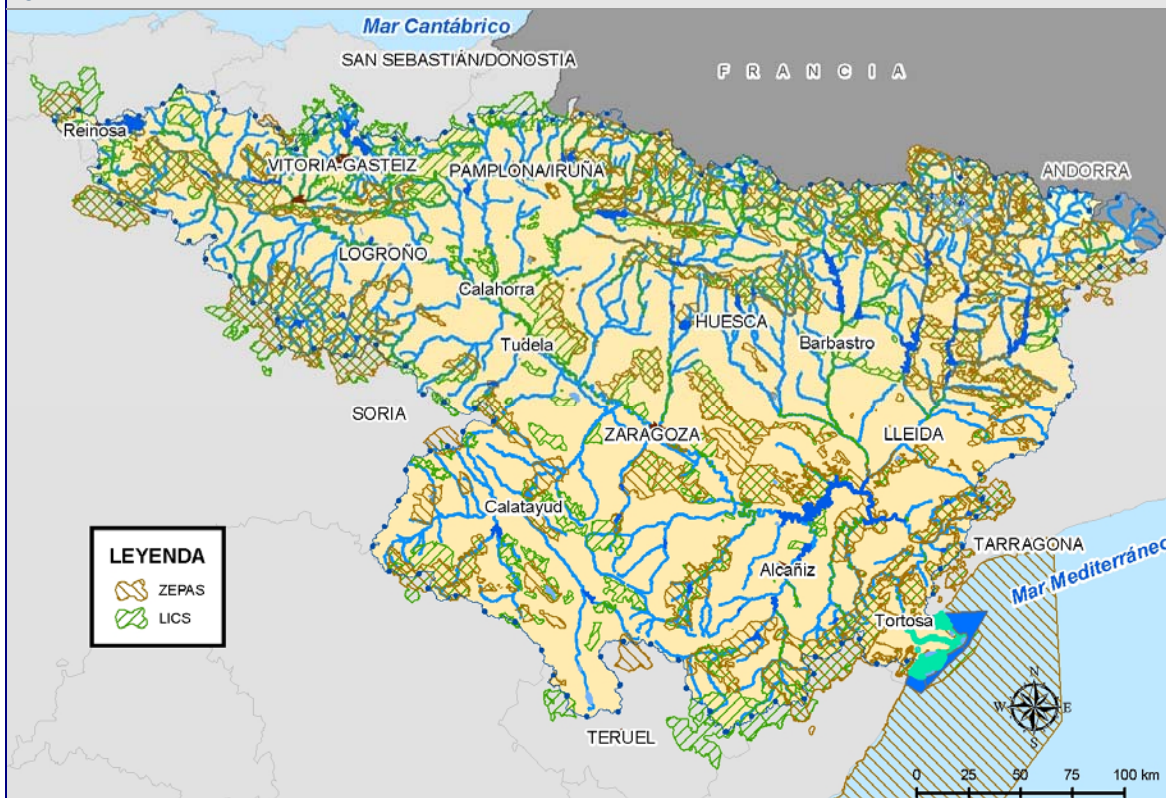 Mar Cantábrico
SAN SEBASTIÁN/DONOSTIA
F R A N C I A
Reinosa
VITORIA-GASTEIZ
PAMPLONA/IRUÑA
ANDORRA
LOGROÑO
Calahorra
HUESCA
Tudela
Barbastro
SORIA
ZARAGOZA
LLEIDA
Calatayud
TARRAGONA
Mar Mediterráneo
LEYENDA
ZEPAS
LICS
Alcañiz
Tortosa
N
W E
S
TERUEL
0 25 50 75 100 km